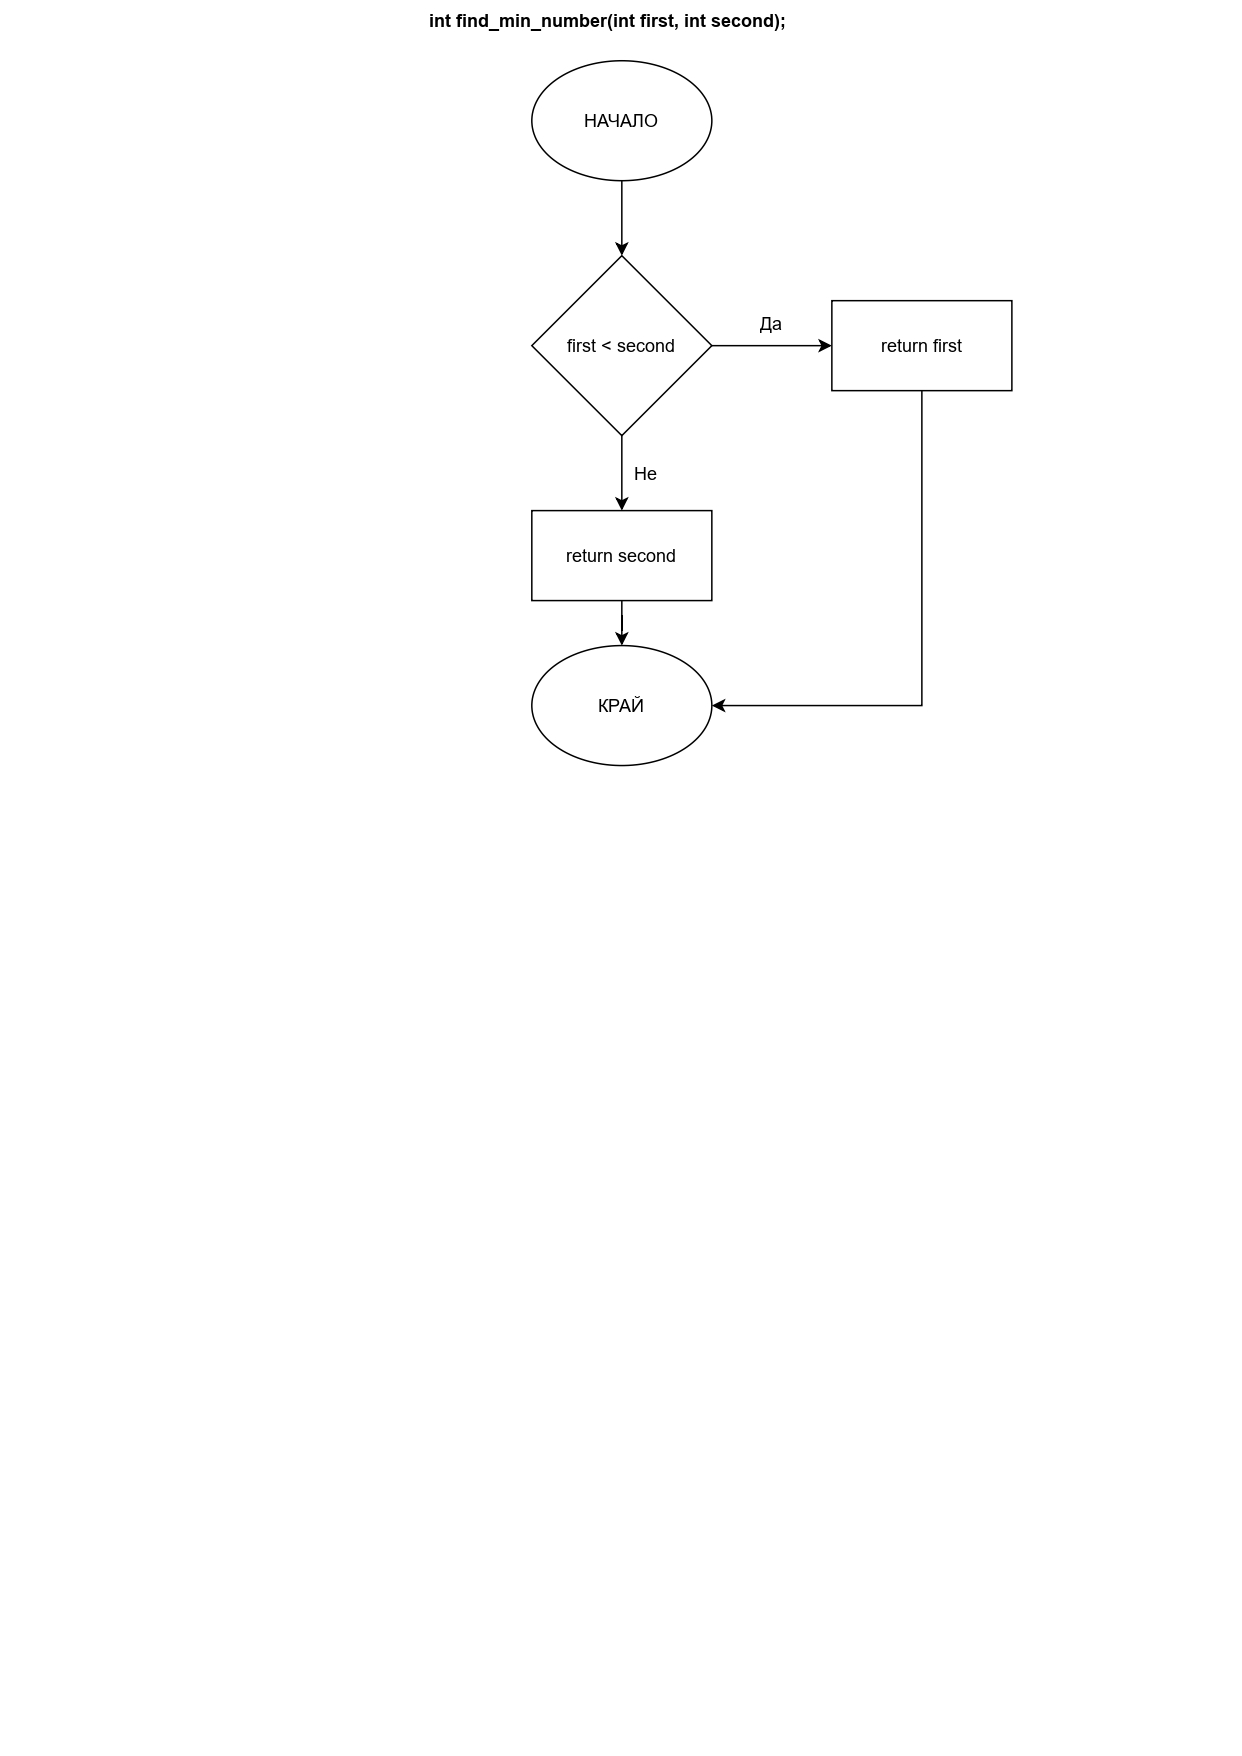 int find_min_number(int first, int second);
НАЧАЛО
first < second
Да
return first
Не
return second
КРАЙ